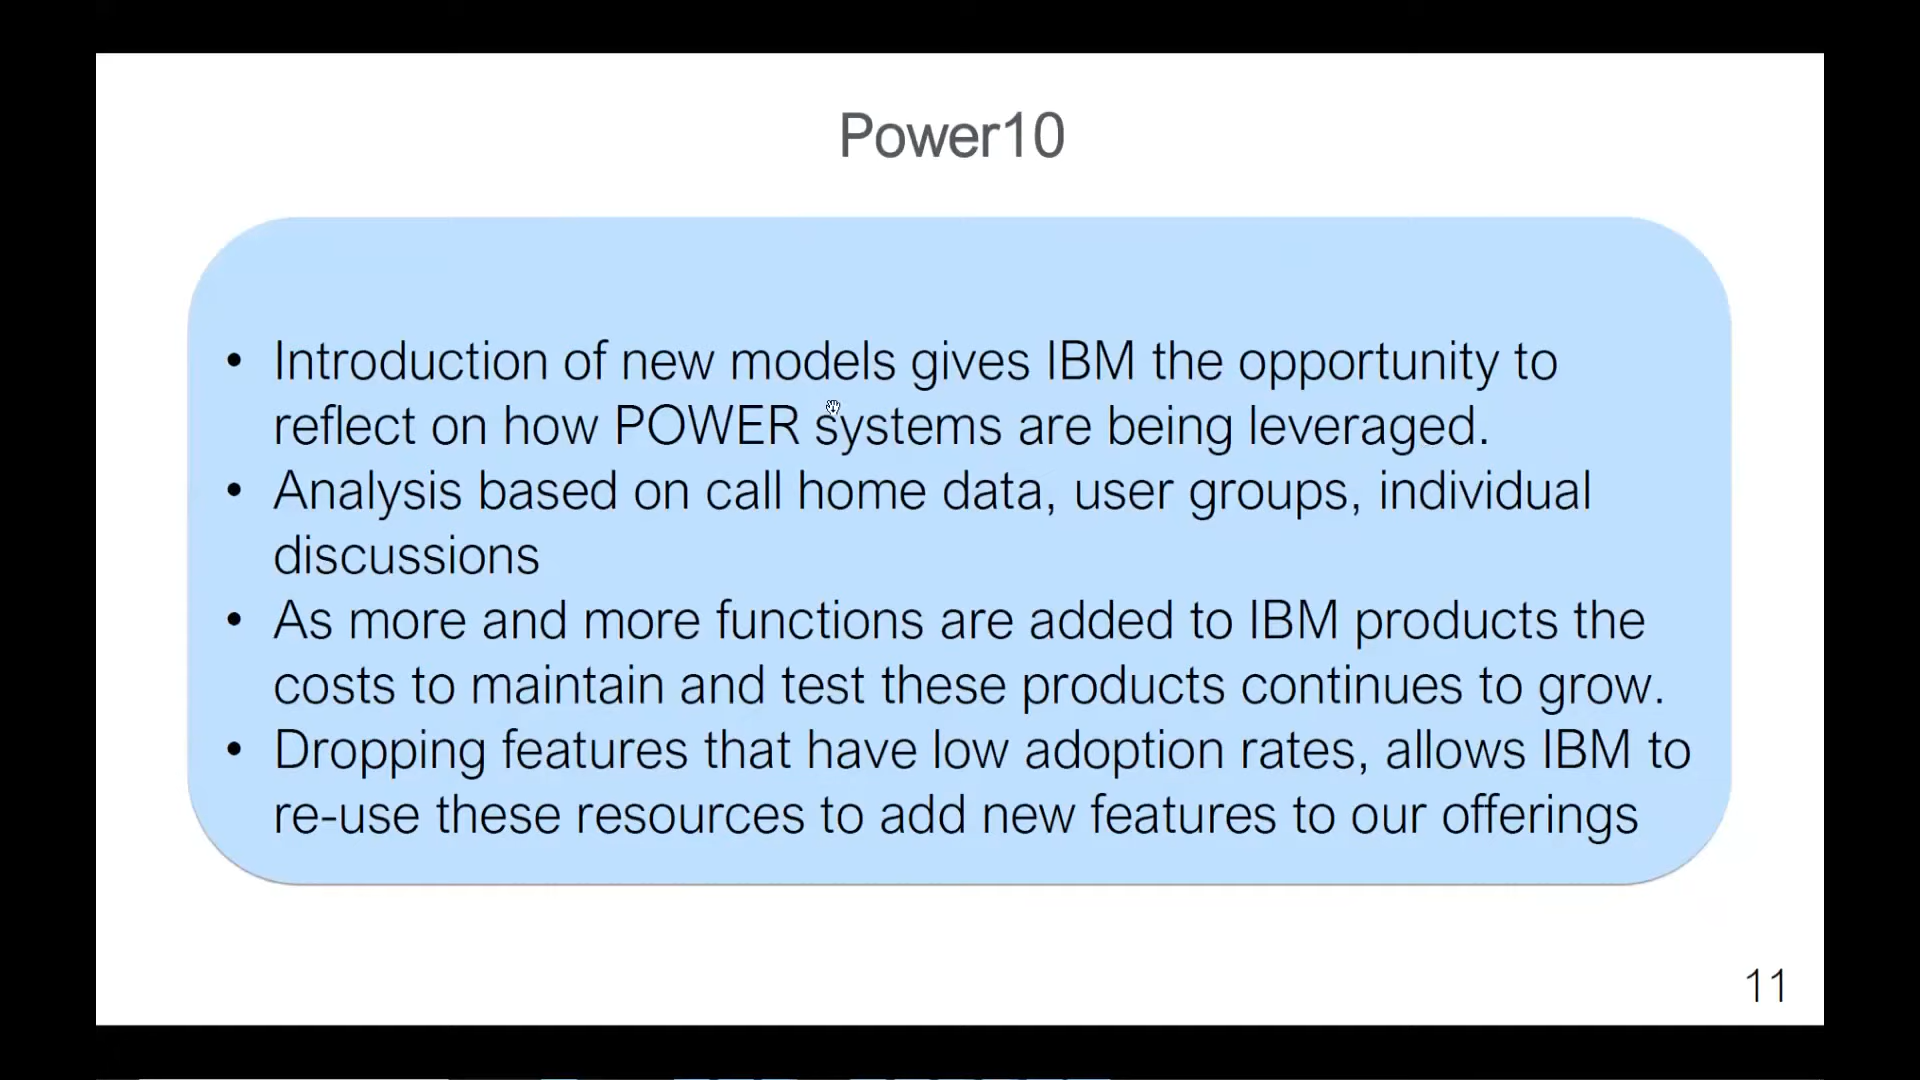 Power10
• Introduction of new models gives IBM the opportunity to
reflect on how POWER systems are being leveraged.
• Analysis based on call home data, user groups, individual
discussions
• As more and more functions are added to IBM products the
costs to maintain and test these products continues to grow.
• Dropping features that have low adoption rates, allows IBM to
re-use these resources to add new features to our offerings
11